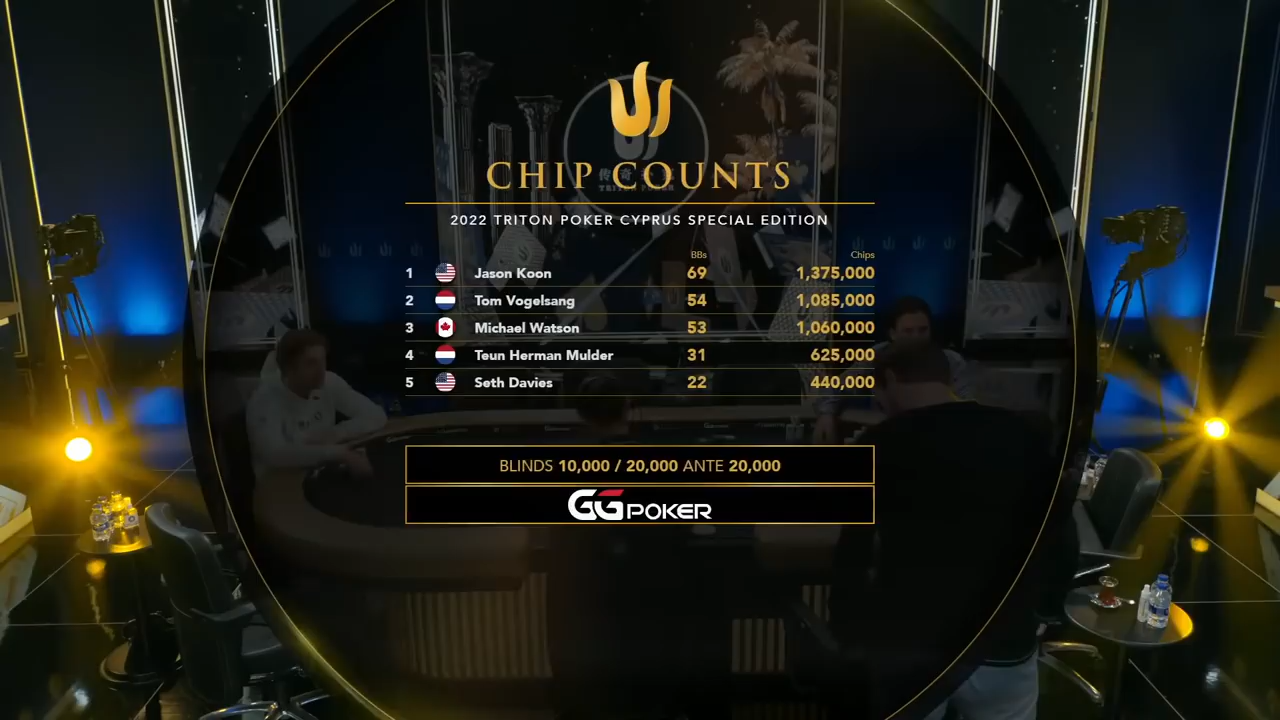 CHIP COUNTS
2022 TRITON POKER CYPRUS SPECIAL EDITION
BBs Chips
1 Jason Koon 69 1,375,000
2 Tom Vogelsang 54 1,085,000
3 Michael Watson 53 1,060,000
4 Teun Herman Mulder 31 625,000
5 Seth Davies 22 440,000
BLINDS 10,000 / 20,000 ANTE 20,000
GGPOKER